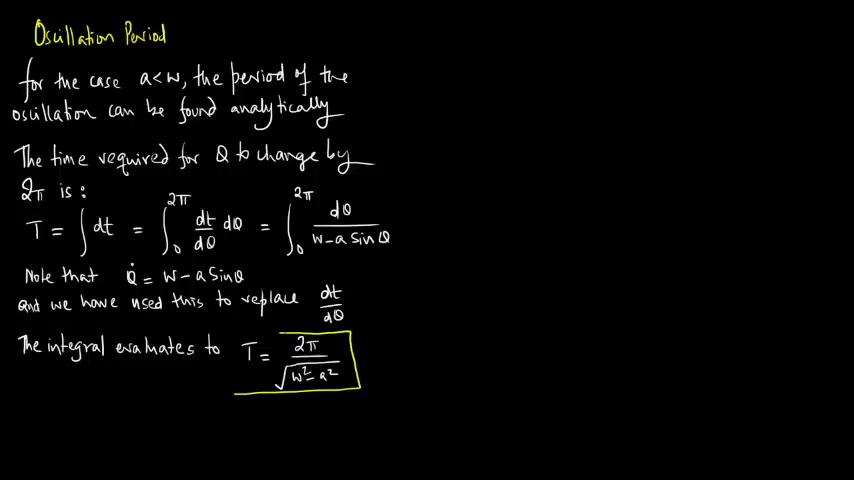 Oscillation Period
For the case a < w, the period of the
oscillation can be found analytically
The time required for θ to change by
2π is :
T = ∫ dt = ∫₀^2π dt/dθ dθ = ∫₀^2π dθ/(w - a sin θ)
Note that θ̇ = w - a Sin θ
and we have used this to replace dt/dθ
The integral evaluates to T = 2π/√(w² - a²)